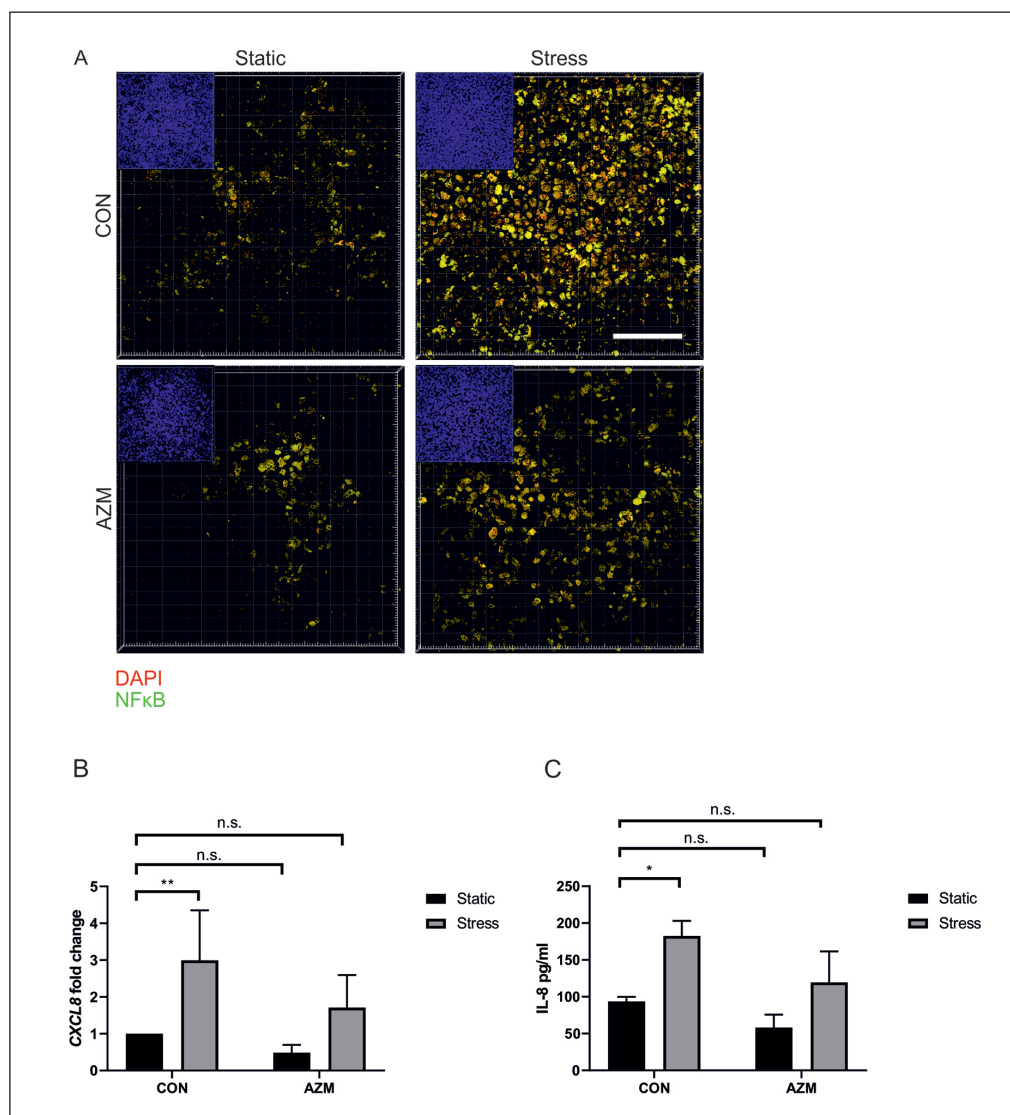 A
Static
Stress
CON
AZM
DAPI
NFκB
B
n.s.
n.s.
**
5
4
3
2
1
0
CXCL8 fold change
CON
AZM
Static
Stress
C
n.s.
n.s.
*
250
200
150
100
50
0
IL-8 pg/ml
CON
AZM
Static
Stress